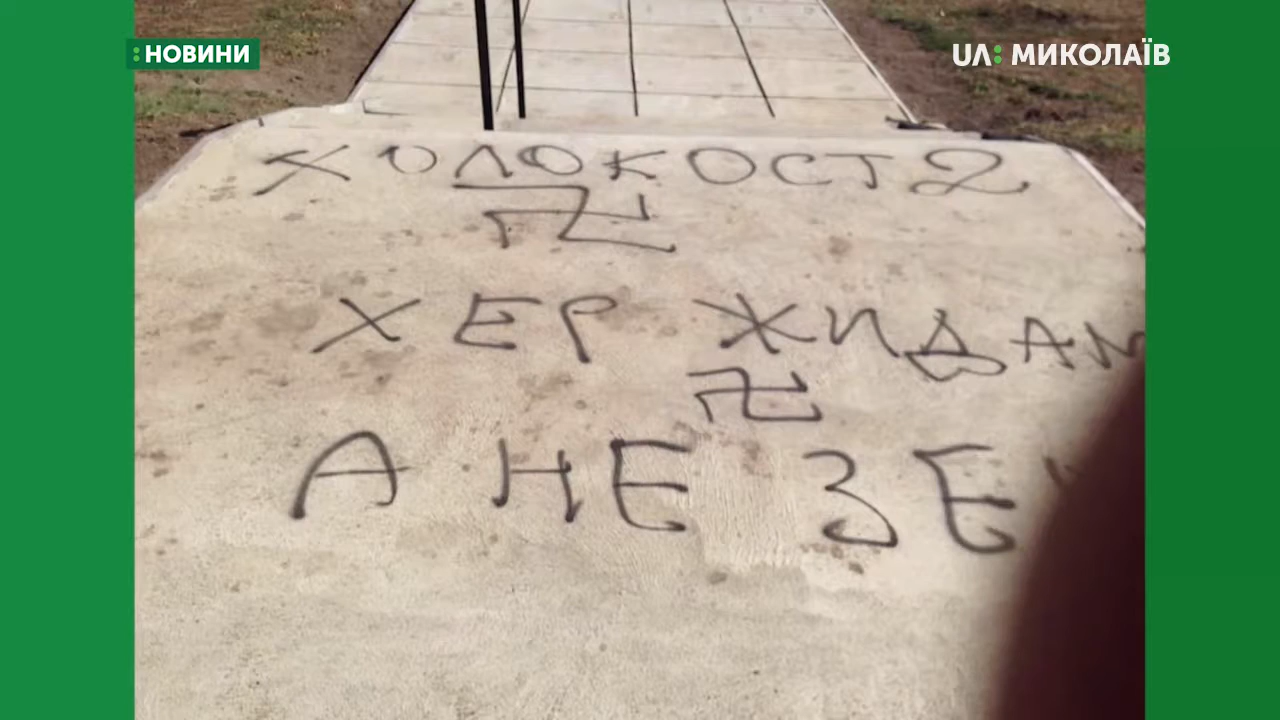 НОВИНИ
UA: МИКОЛАЇВ
ХОЛОКОСТ 2
ХЕР ЖИДАМ
А НЕ